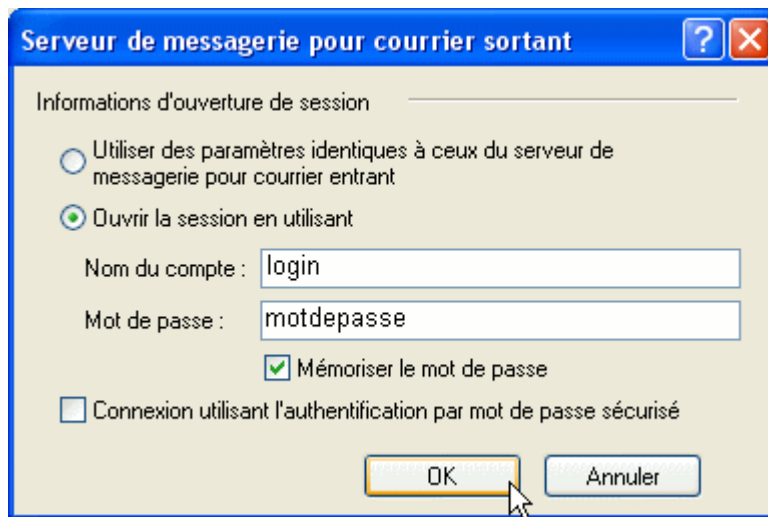 Serveur de messagerie pour courrier sortant ?
Informations d'ouverture de session
Utiliser des paramètres identiques à ceux du serveur de
messagerie pour courrier entrant
Ouvrir la session en utilisant
Nom du compte : login
Mot de passe : motdepasse
Mémoriser le mot de passe
Connexion utilisant l'authentification par mot de passe sécurisé
OK Annuler